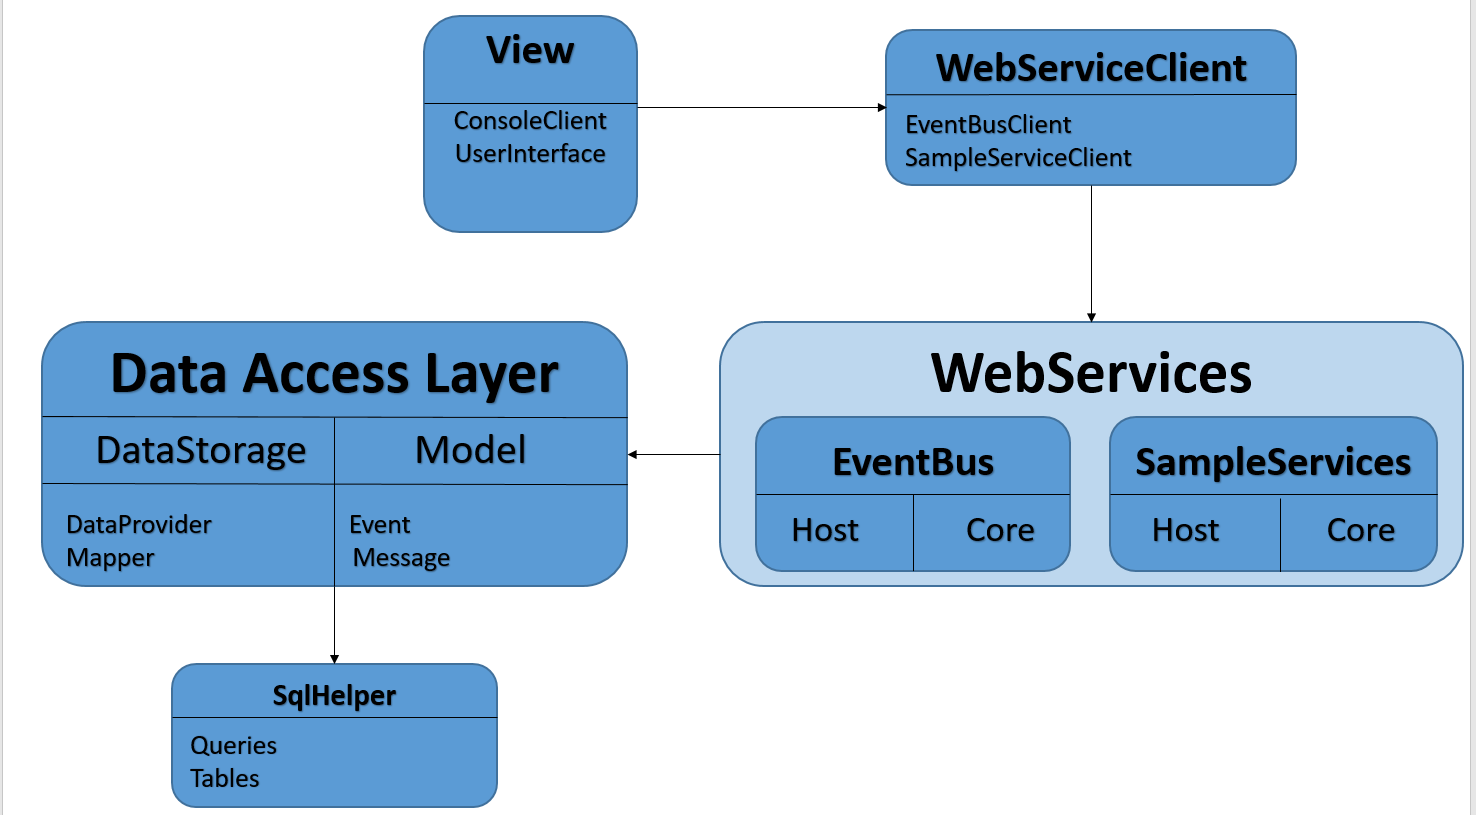 View
ConsoleClient
UserInterface
WebServiceClient
EventBusClient
SampleServiceClient
Data Access Layer
DataStorage
Model
DataProvider
Mapper
Event
Message
WebServices
EventBus
Host
Core
SampleServices
Host
Core
SqlHelper
Queries
Tables